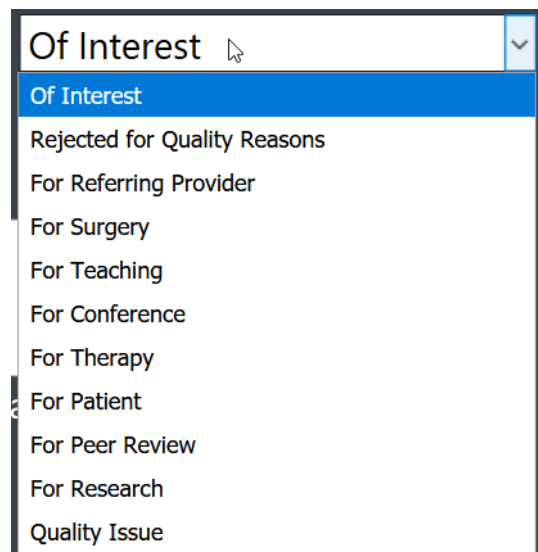 Of Interest
Of Interest
Rejected for Quality Reasons
For Referring Provider
For Surgery
For Teaching
For Conference
For Therapy
For Patient
For Peer Review
For Research
Quality Issue